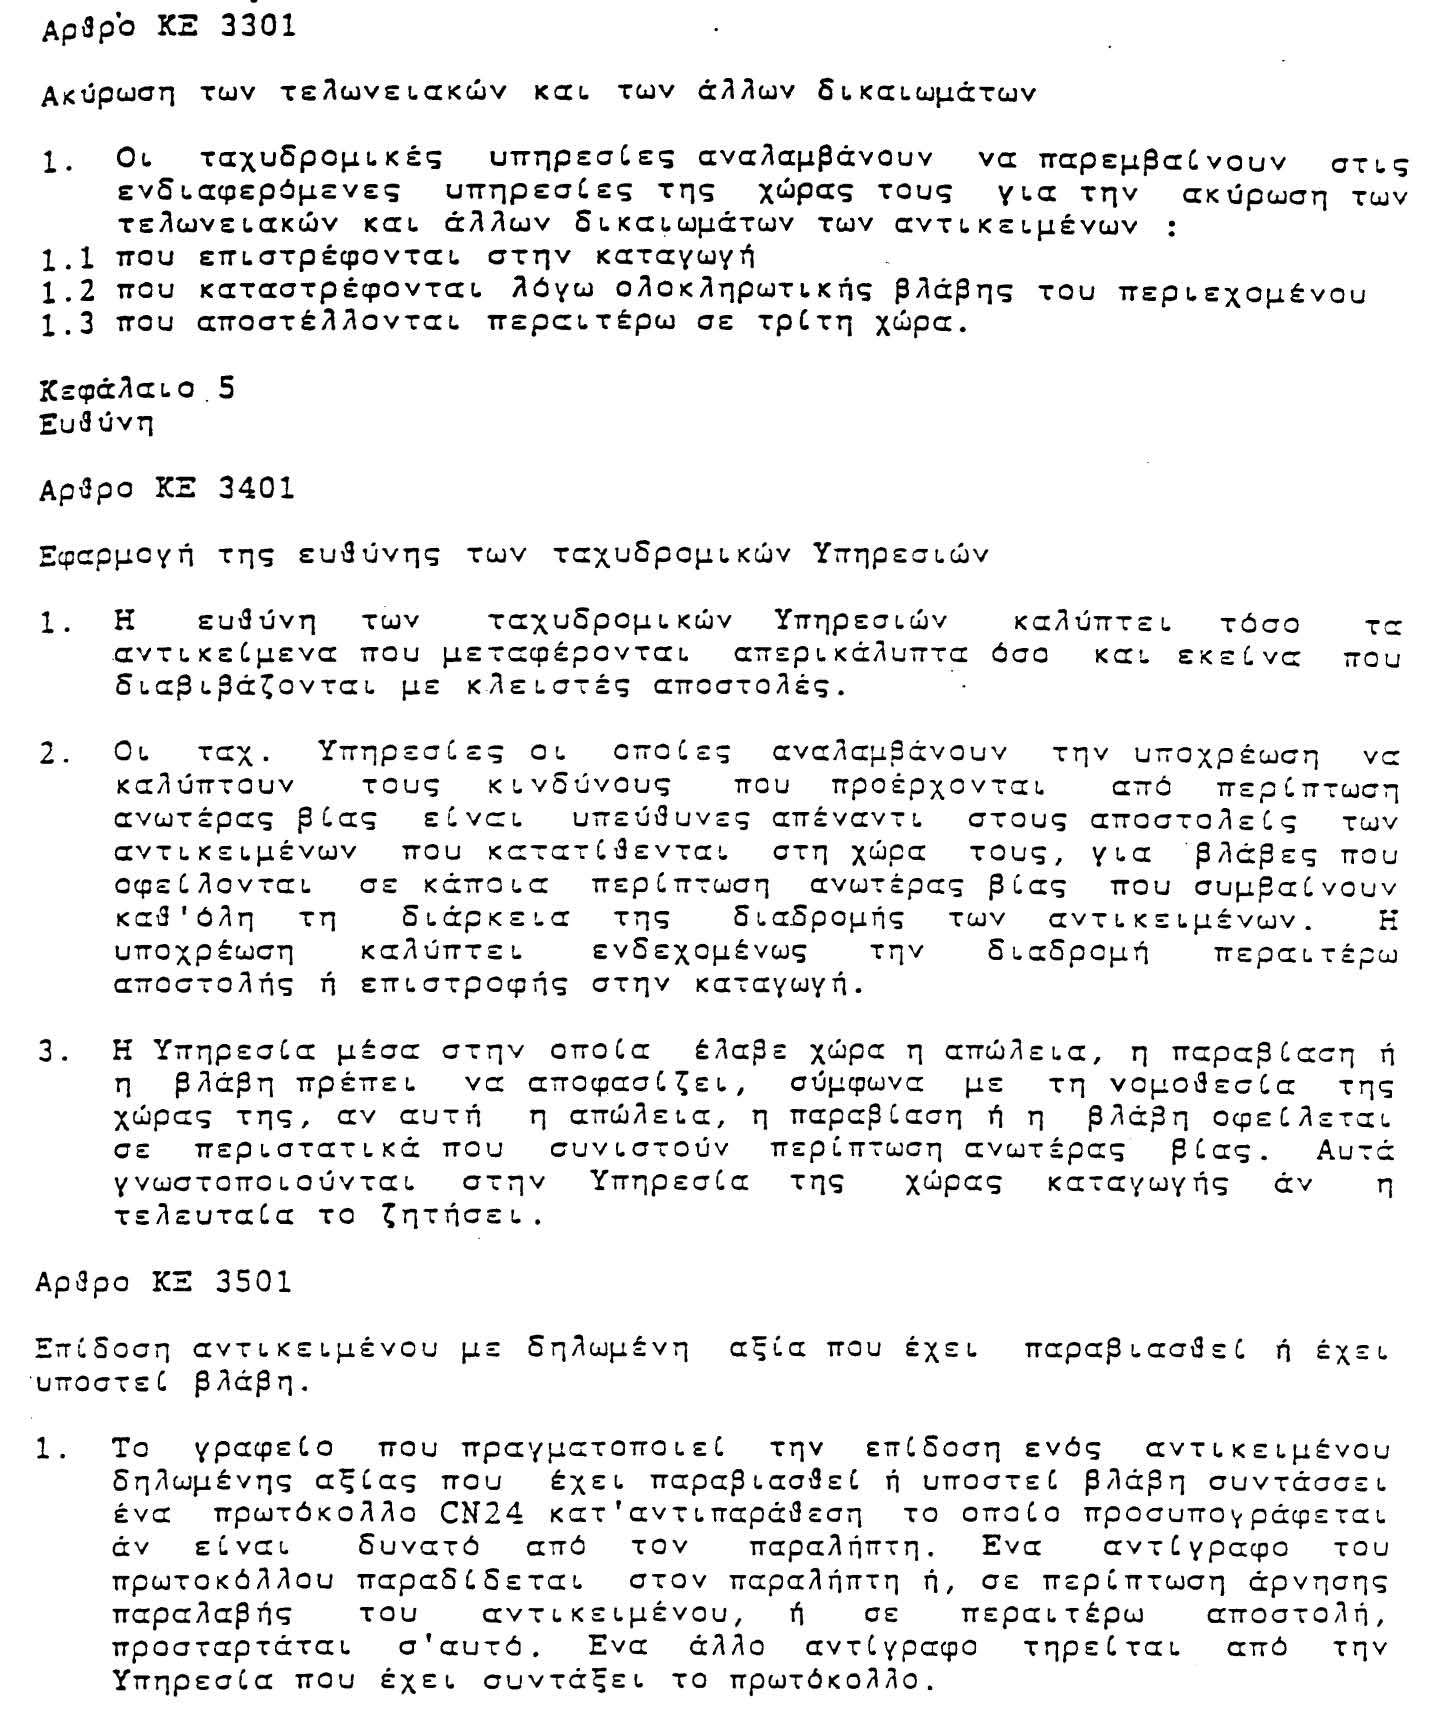 Αρθρο ΚΞ 3301
Ακύρωση των τελωνειακών και των άλλων δικαιωμάτων
1. Οι ταχυδρομικές υπηρεσίες αναλαμβάνουν να παρεμβαίνουν στις
ενδιαφερόμενες υπηρεσίες της χώρας τους για την ακύρωση των
τελωνειακών και άλλων δικαιωμάτων των αντικειμένων :
1.1 που επιστρέφονται στην καταγωγή
1.2 που καταστρέφονται λόγω ολοκληρωτικής βλάβης του περιεχομένου
1.3 που αποστέλλονται περαιτέρω σε τρίτη χώρα.
Κεφάλαιο 5
Ευθύνη
Αρθρο ΚΞ 3401
Εφαρμογή της ευθύνης των ταχυδρομικών Υπηρεσιών
1. Η ευθύνη των ταχυδρομικών Υπηρεσιών καλύπτει τόσο τα
αντικείμενα που μεταφέρονται απερικάλυπτα όσο και εκείνα που
διαβιβάζονται με κλειστές αποστολές.
2. Οι ταχ. Υπηρεσίες οι οποίες αναλαμβάνουν την υποχρέωση να
καλύπτουν τους κινδύνους που προέρχονται από περίπτωση
ανωτέρας βίας είναι υπεύθυνες απέναντι στους αποστολείς των
αντικειμένων που κατατίθενται στη χώρα τους, για βλάβες που
οφείλονται σε κάποια περίπτωση ανωτέρας βίας που συμβαίνουν
καθ'όλη τη διάρκεια της διαδρομής των αντικειμένων. Η
υποχρέωση καλύπτει ενδεχομένως την διαδρομή περαιτέρω
αποστολής ή επιστροφής στην καταγωγή.
3. Η Υπηρεσία μέσα στην οποία έλαβε χώρα η απώλεια, η παραβίαση ή
η βλάβη πρέπει να αποφασίζει, σύμφωνα με τη νομοθεσία της
χώρας της, αν αυτή η απώλεια, η παραβίαση ή η βλάβη οφείλεται
σε περιστατικά που συνιστούν περίπτωση ανωτέρας βίας. Αυτά
γνωστοποιούνται στην Υπηρεσία της χώρας καταγωγής άν η
τελευταία το ζητήσει.
Αρθρο ΚΞ 3501
Επίδοση αντικειμένου με δηλωμένη αξία που έχει παραβιασθεί ή έχει
υποστεί βλάβη.
1. Το γραφείο που πραγματοποιεί την επίδοση ενός αντικειμένου
δηλωμένης αξίας που έχει παραβιασθεί ή υποστεί βλάβη συντάσσει
ένα πρωτόκολλο CN24 κατ'αντιπαράθεση το οποίο προσυπογράφεται
άν είναι δυνατό από τον παραλήπτη. Ενα αντίγραφο του
πρωτοκόλλου παραδίδεται στον παραλήπτη ή, σε περίπτωση άρνησης
παραλαβής του αντικειμένου, ή σε περαιτέρω αποστολή,
προσταρτάται σ'αυτό. Ενα άλλο αντίγραφο τηρείται από την
Υπηρεσία που έχει συντάξει το πρωτόκολλο.